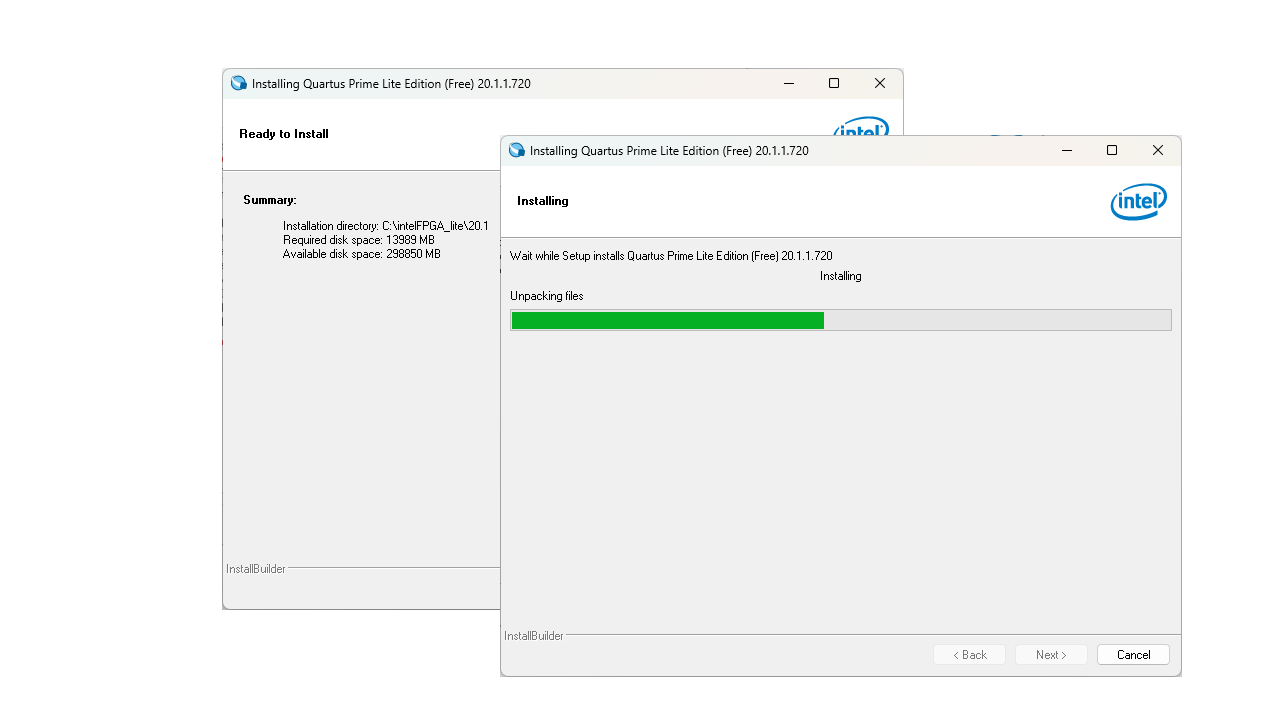 Installing Quartus Prime Lite Edition (Free) 20.1.1.720
Ready to Install
intel
Summary:
Installation directory: C:\intelFPGA_lite\20.1
Required disk space: 13989 MB
Available disk space: 298850 MB
InstallBuilder
Installing Quartus Prime Lite Edition (Free) 20.1.1.720
Installing
intel
Wait while Setup installs Quartus Prime Lite Edition (Free) 20.1.1.720
Installing
Unpacking files
InstallBuilder
< Back Next > Cancel